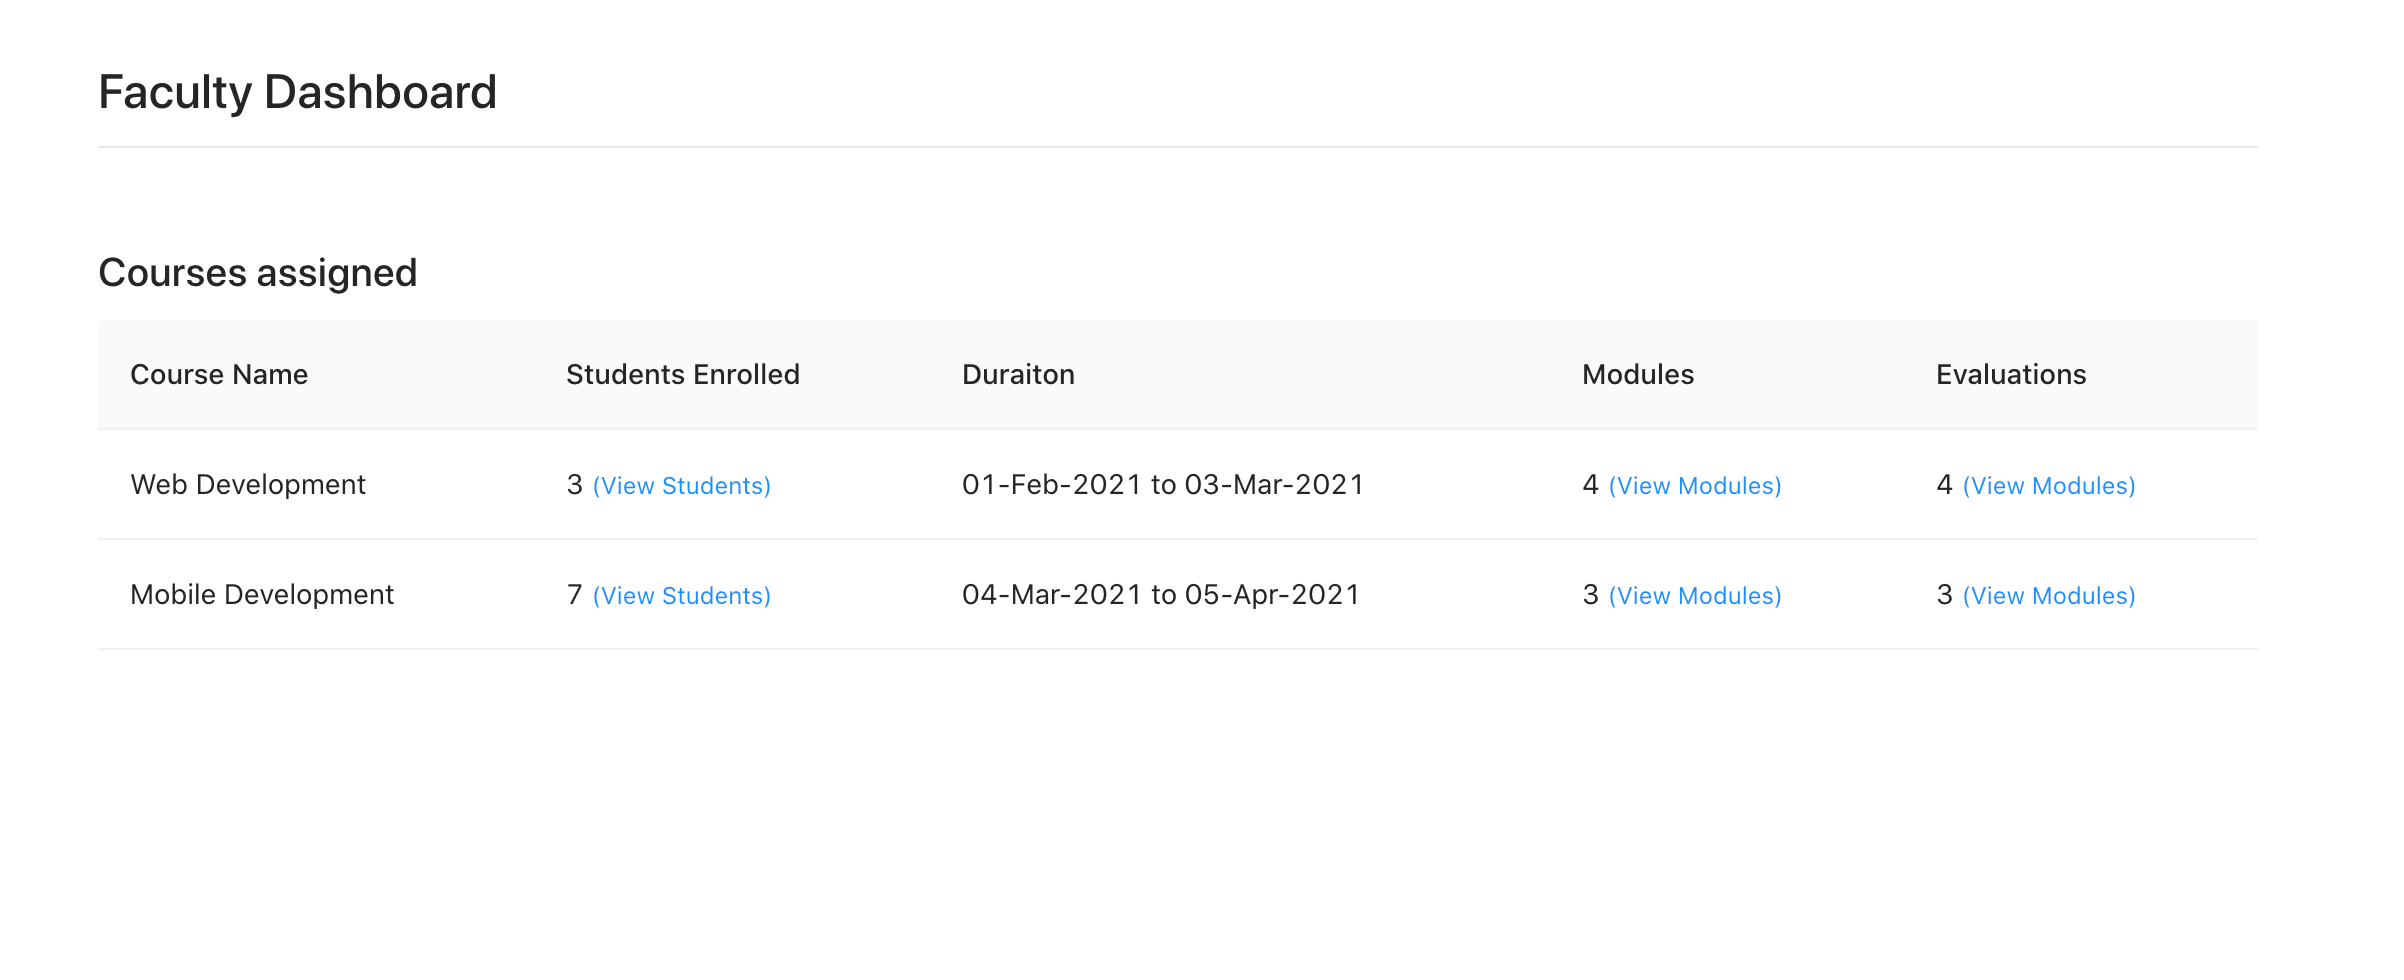 Faculty Dashboard
Courses assigned
Course Name Students Enrolled Duraiton Modules Evaluations
Web Development 3 (View Students) 01-Feb-2021 to 03-Mar-2021 4 (View Modules) 4 (View Modules)
Mobile Development 7 (View Students) 04-Mar-2021 to 05-Apr-2021 3 (View Modules) 3 (View Modules)